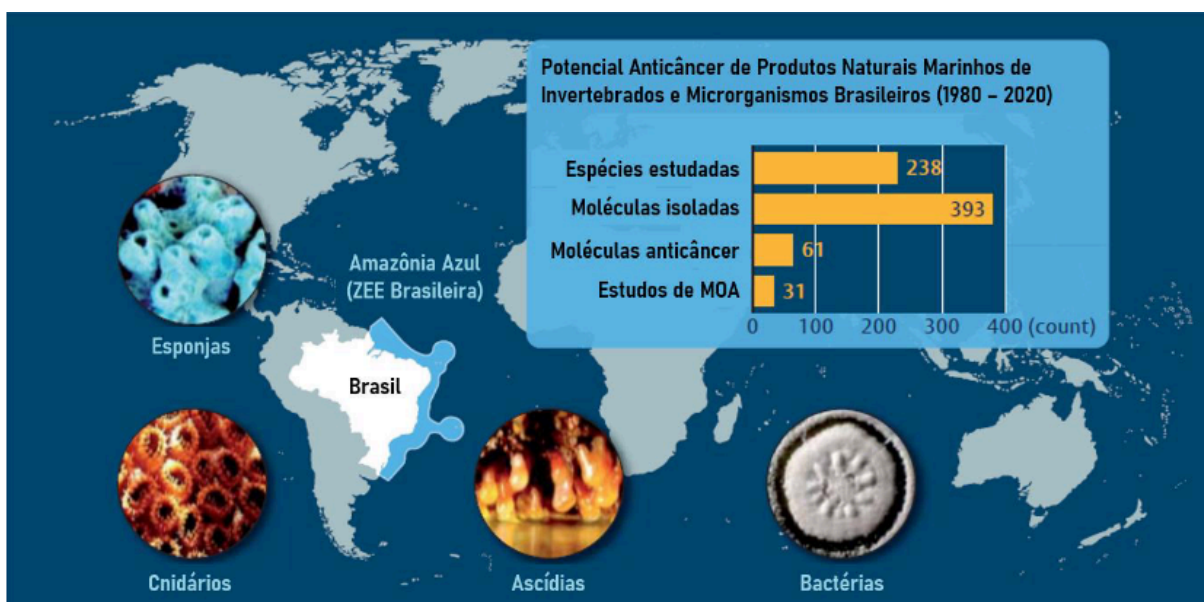 Potencial Anticâncer de Produtos Naturais Marinhos de
Invertebrados e Microrganismos Brasileiros (1980 – 2020)
Espécies estudadas 238
Moléculas isoladas 393
Moléculas anticâncer 61
Estudos de MOA 31
0 100 200 300 400 (count)
Amazônia Azul
(ZEE Brasileira)
Esponjas
Brasil
Cnidários
Ascídias
Bactérias